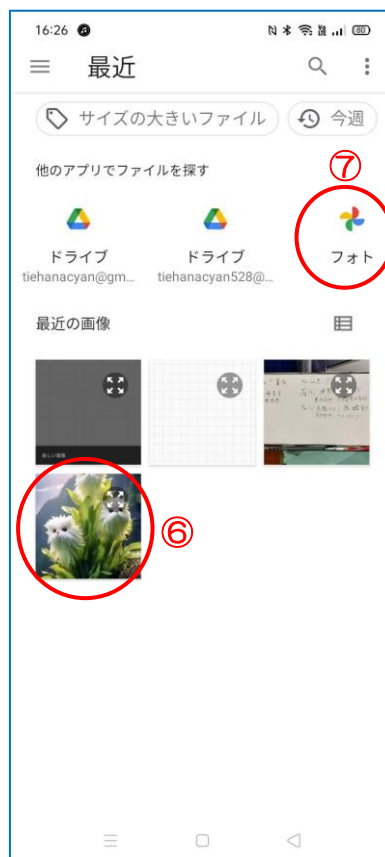 16:26
80
最近
サイズの大きいファイル
今週
他のアプリでファイルを探す
⑦
ドライブ
tiehanacyan@gm...
ドライブ
tiehanacyan528@...
フォト
最近の画像
⑥